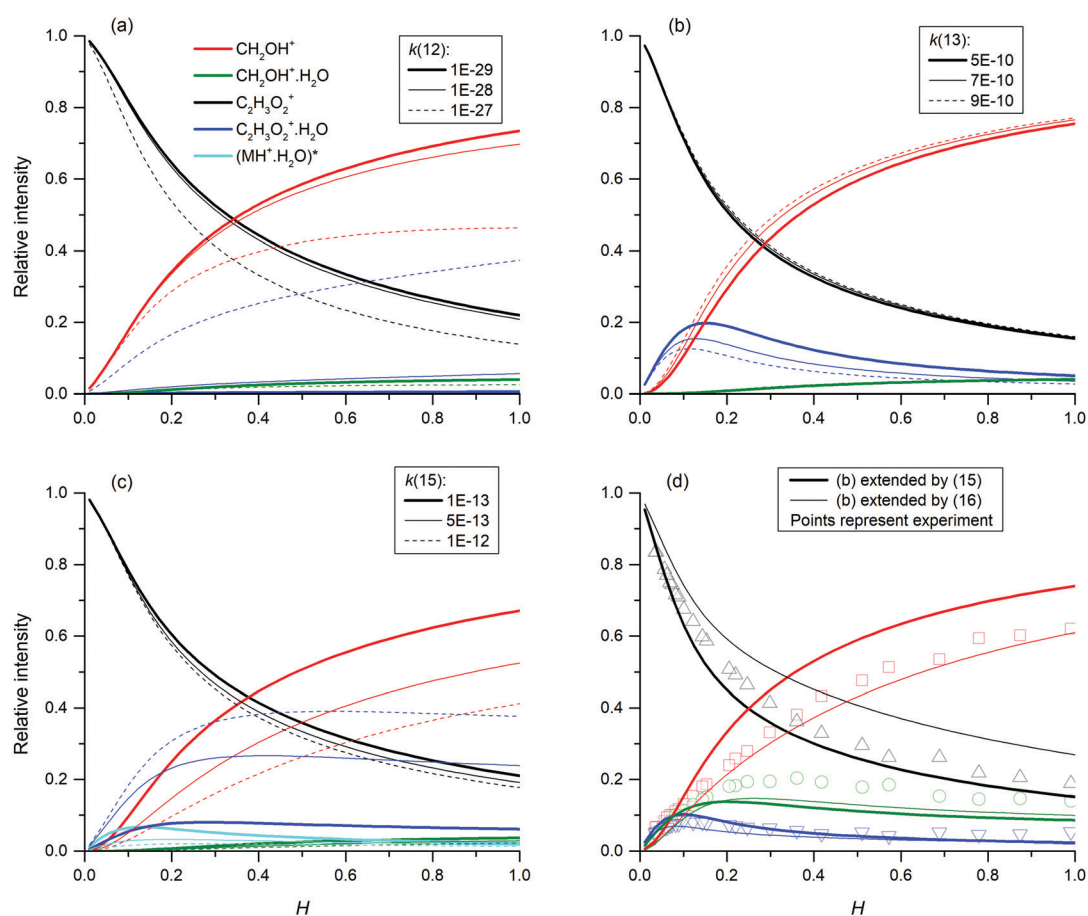 (a)
CH₂OH⁺
CH₂OH⁺.H₂O
C₂H₃O₂⁺
C₂H₃O₂⁺.H₂O
(MH⁺.H₂O)*
k(12):
1E-29
1E-28
1E-27
Relative intensity
1.0
0.8
0.6
0.4
0.2
0.0
0.0 0.2 0.4 0.6 0.8 1.0
(b)
k(13):
5E-10
7E-10
9E-10
1.0
0.8
0.6
0.4
0.2
0.0
0.0 0.2 0.4 0.6 0.8 1.0
(c)
k(15):
1E-13
5E-13
1E-12
Relative intensity
1.0
0.8
0.6
0.4
0.2
0.0
0.0 0.2 0.4 0.6 0.8 1.0
H
(d)
(b) extended by (15)
(b) extended by (16)
Points represent experiment
1.0
0.8
0.6
0.4
0.2
0.0
0.0 0.2 0.4 0.6 0.8 1.0
H